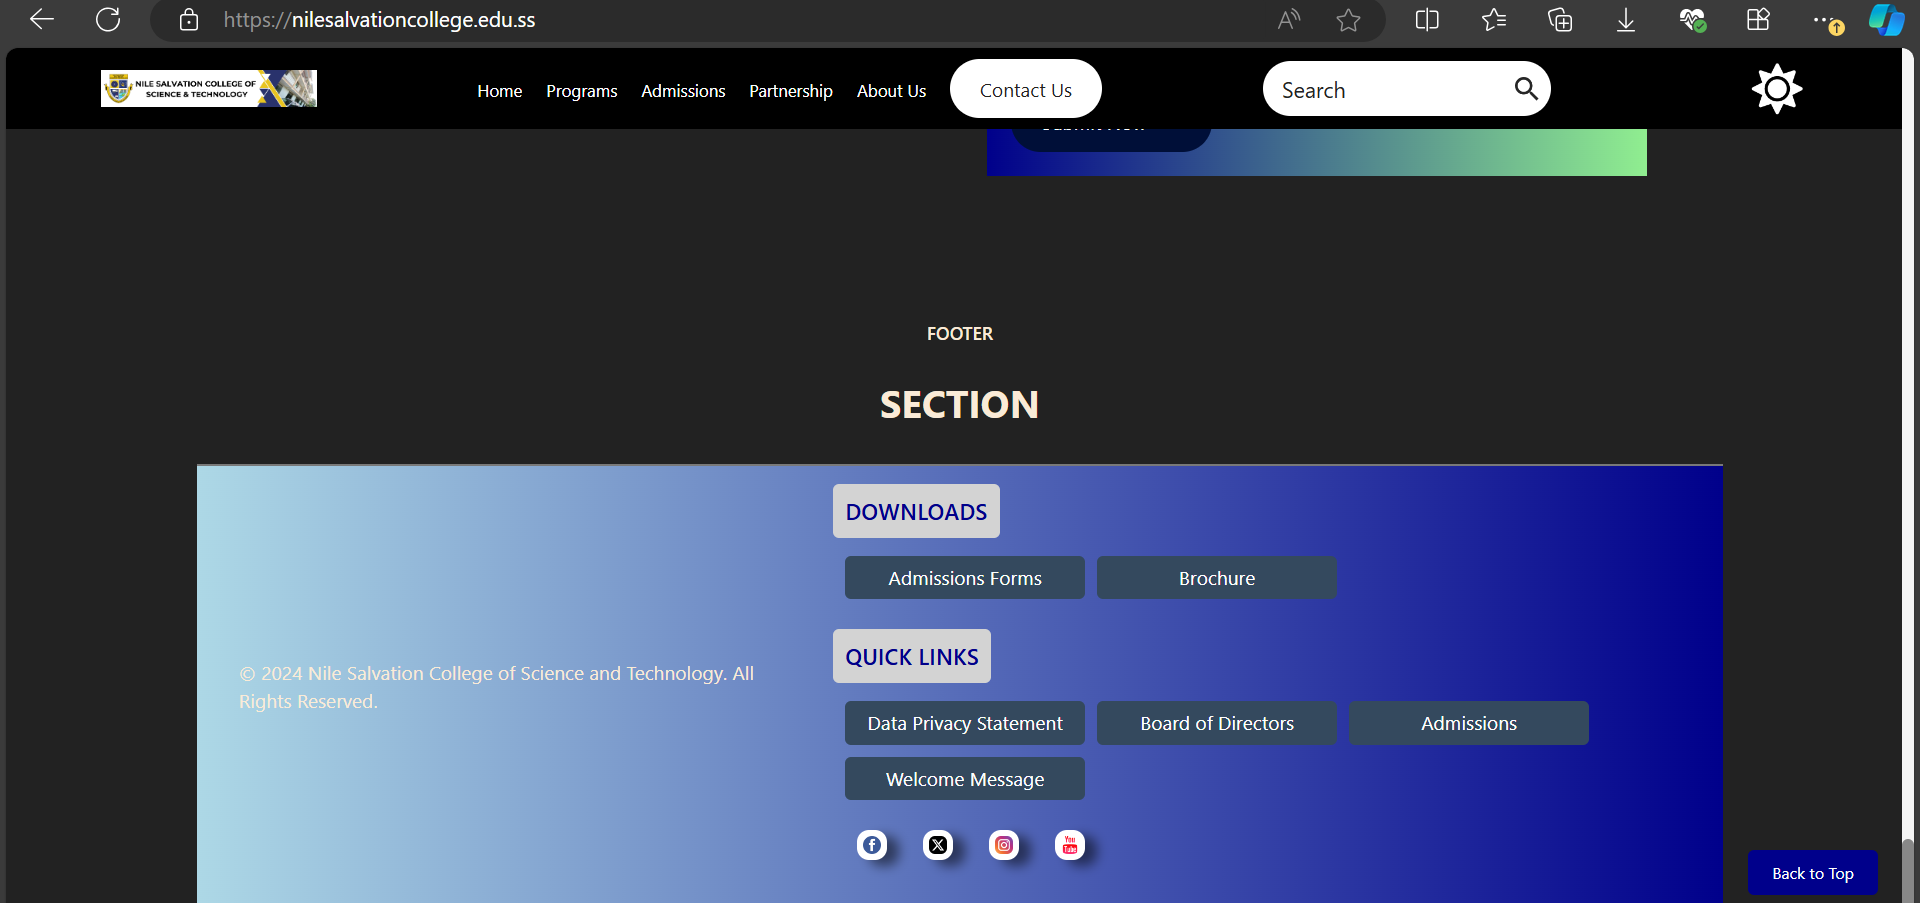 https://nilesalvationcollege.edu.ss
NILE SALVATION COLLEGE OF
SCIENCE & TECHNOLOGY
Home
Programs
Admissions
Partnership
About Us
Contact Us
Search
FOOTER
SECTION
DOWNLOADS
Admissions Forms
Brochure
QUICK LINKS
© 2024 Nile Salvation College of Science and Technology. All
Rights Reserved.
Data Privacy Statement
Board of Directors
Admissions
Welcome Message
You
Tube
Back to Top